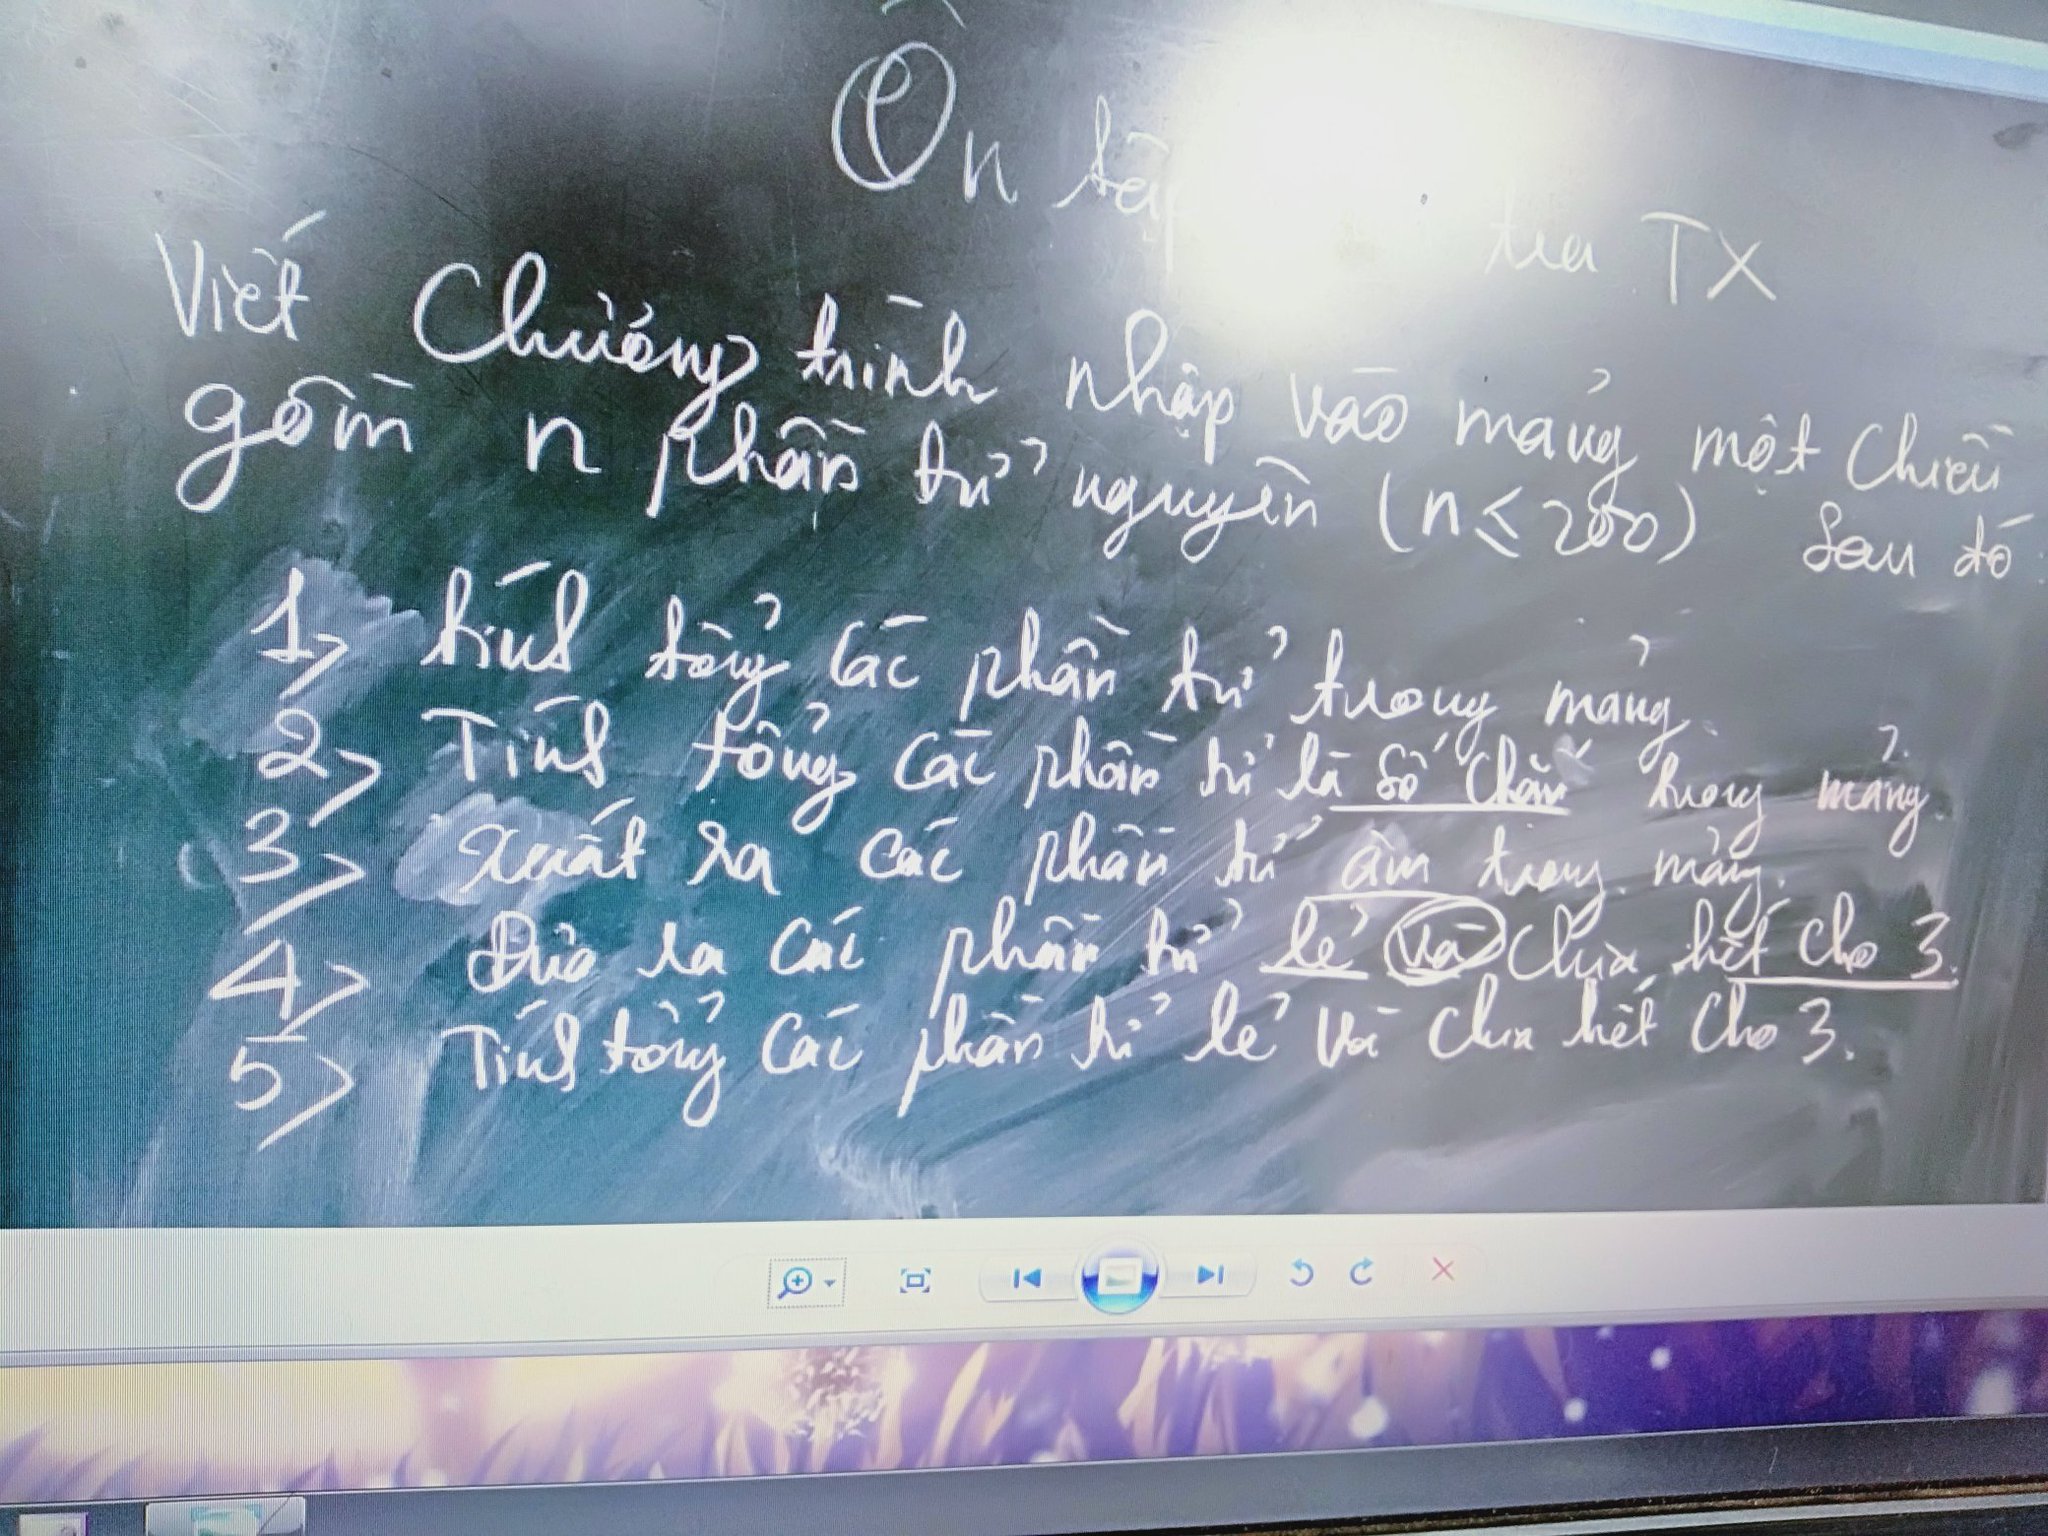 Ôn tập tra TX
Viết Chương trình nhập vào mảng một chiều
gồm n phần tử nguyên (n ≤ 200) Sau đó
1> tính tổng các phần tử trong mảng.
2> Tính tổng các phần tử là số chẵn trong mảng.
3> Xuất ra các phần tử âm trong mảng.
4> Đưa ra các phần tử lẻ và chia hết cho 3.
5> Tính tổng các phần tử lẻ và chia hết cho 3.